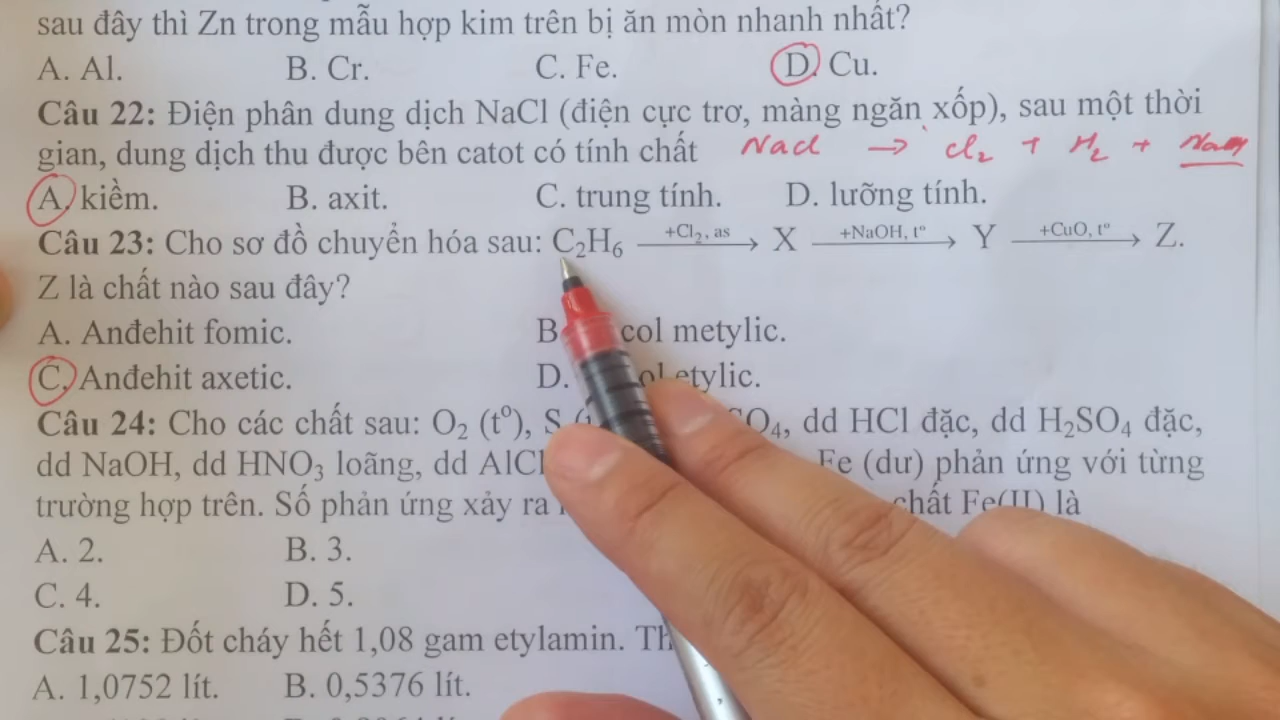 sau đây thì Zn trong mẫu hợp kim trên bị ăn mòn nhanh nhất?
A. Al. B. Cr. C. Fe. D. Cu.
Câu 22: Điện phân dung dịch NaCl (điện cực trơ, màng ngăn xốp), sau một thời
gian, dung dịch thu được bên catot có tính chất NaCl → Cl₂ + H₂ +
A. kiềm. B. axit. C. trung tính. D. lưỡng tính.
Câu 23: Cho sơ đồ chuyển hóa sau: C₂H₆ —+Cl₂, as→ X —+NaOH, t°→ Y —+CuO, t°→ Z.
Z là chất nào sau đây?
A. Anđehit fomic. B. col metylic.
C. Anđehit axetic. D. ol etylic.
Câu 24: Cho các chất sau: O₂ (t°), S O₄, dd HCl đặc, dd H₂SO₄ đặc,
dd NaOH, dd HNO₃ loãng, dd AlCl Fe (dư) phản ứng với từng
trường hợp trên. Số phản ứng xảy ra chất Fe(II) là
A. 2. B. 3.
C. 4. D. 5.
Câu 25: Đốt cháy hết 1,08 gam etylamin.
A. 1,0752 lít. B. 0,5376 lít.